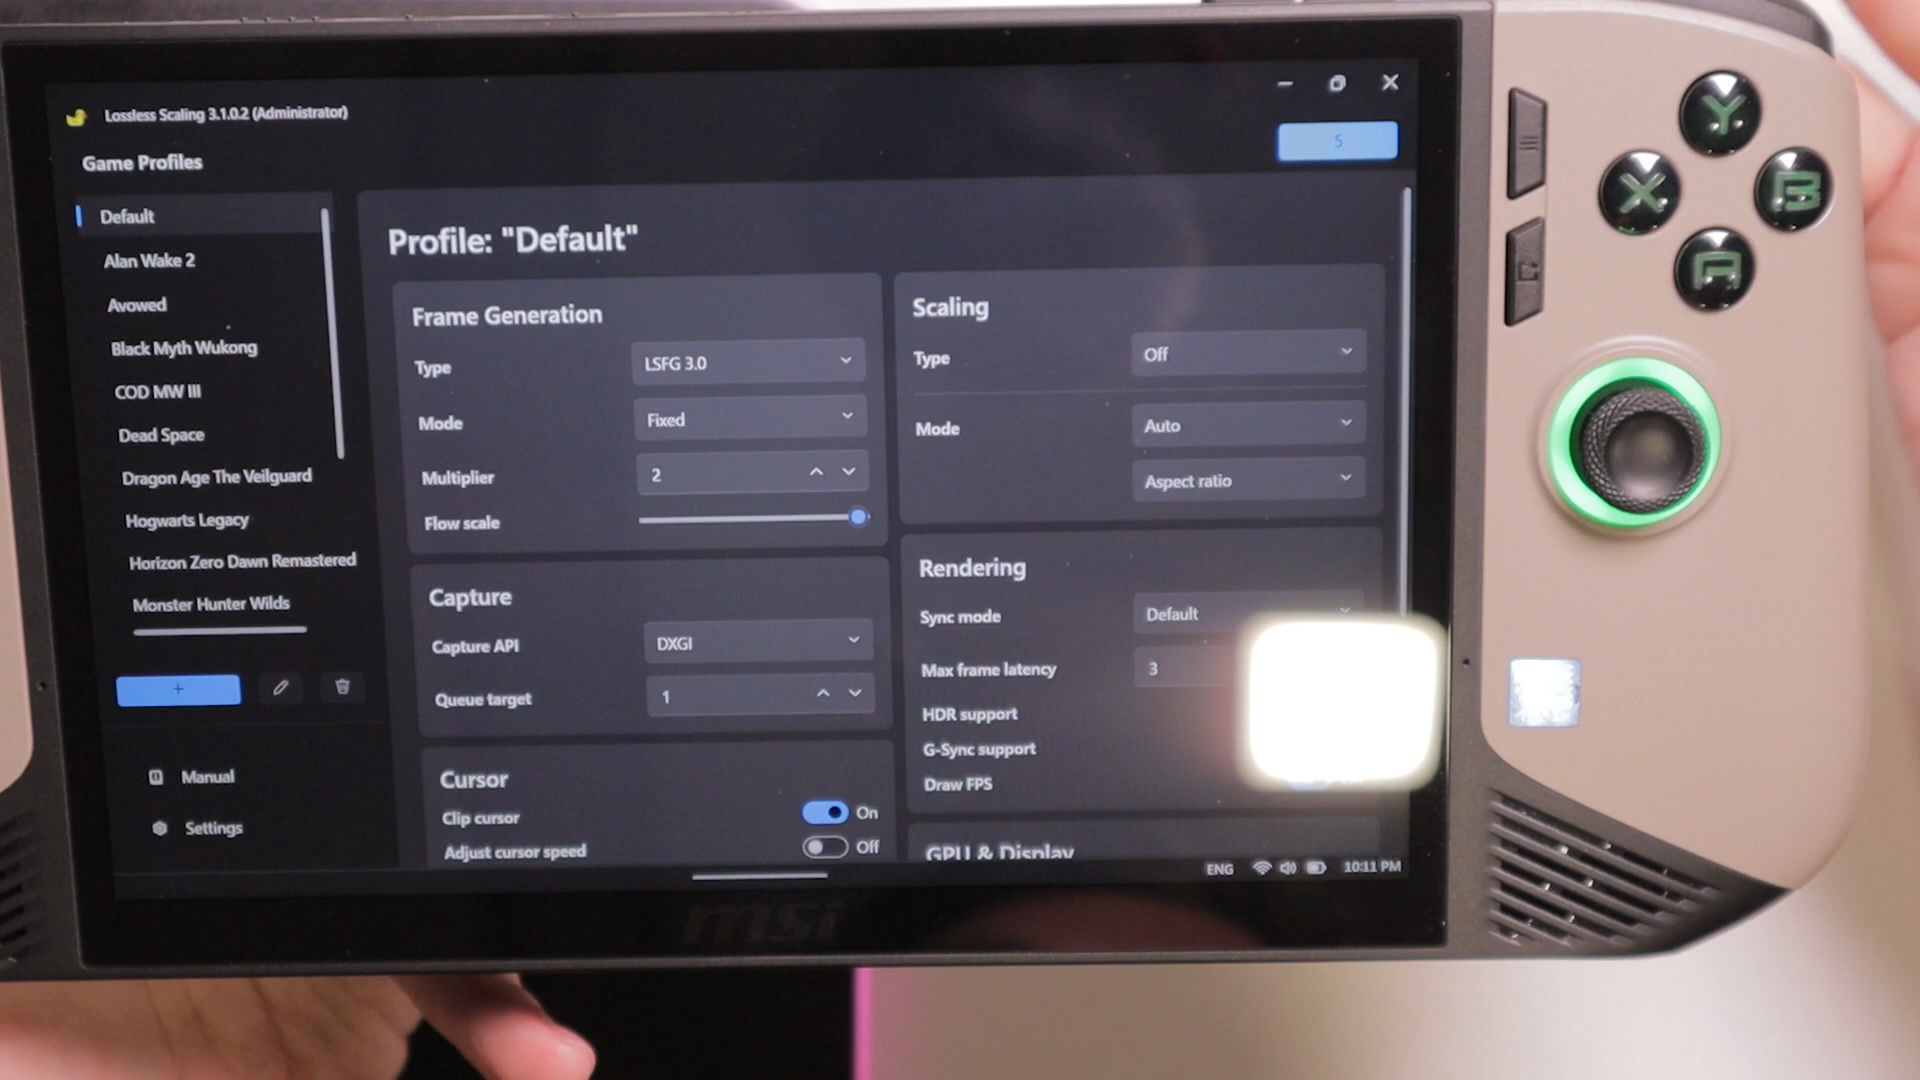 Lossless Scaling 3.1.0.2 (Administrator)
5
Game Profiles
Default
Alan Wake 2
Avowed
Black Myth Wukong
COD MW III
Dead Space
Dragon Age The Veilguard
Hogwarts Legacy
Horizon Zero Dawn Remastered
Monster Hunter Wilds
+
Manual
Settings
Profile: "Default"
Frame Generation
Type LSFG 3.0
Mode Fixed
Multiplier 2
Flow scale
Capture
Capture API DXGI
Queue target 1
Cursor
Clip cursor On
Adjust cursor speed Off
Scaling
Type Off
Mode Auto
Aspect ratio
Rendering
Sync mode Default
Max frame latency 3
HDR support
G-Sync support
Draw FPS
GPU & Display
ENG 10:11 PM
msi
Y
X
B
A